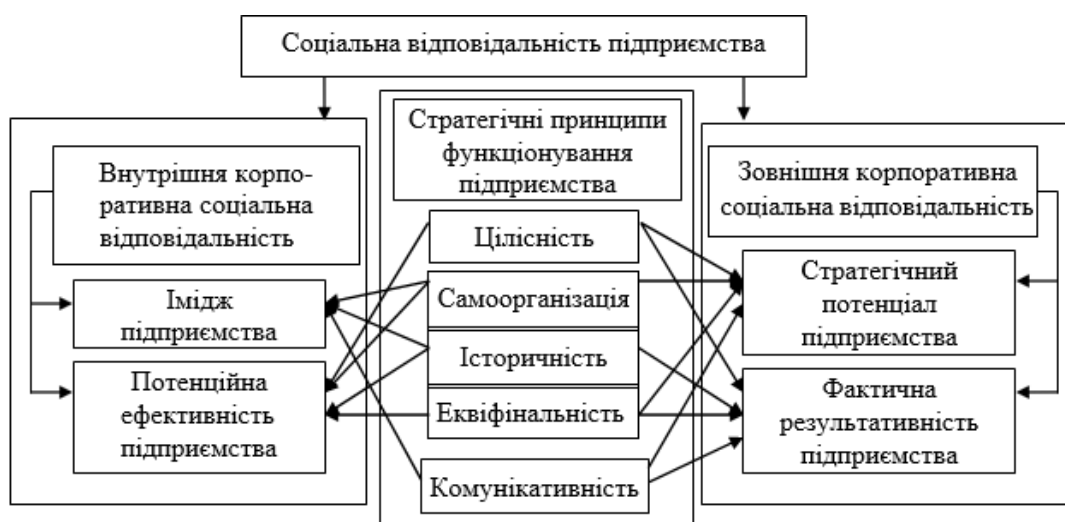 Соціальна відповідальність підприємства
Внутрішня корпо-
ративна соціальна
відповідальність
Імідж
підприємства
Потенційна
ефективність
підприємства
Стратегічні принципи
функціонування
підприємства
Цілісність
Самоорганізація
Історичність
Еквіфінальність
Комунікативність
Зовнішня корпоративна
соціальна відповідальність
Стратегічний
потенціал
підприємства
Фактична
результативність
підприємства